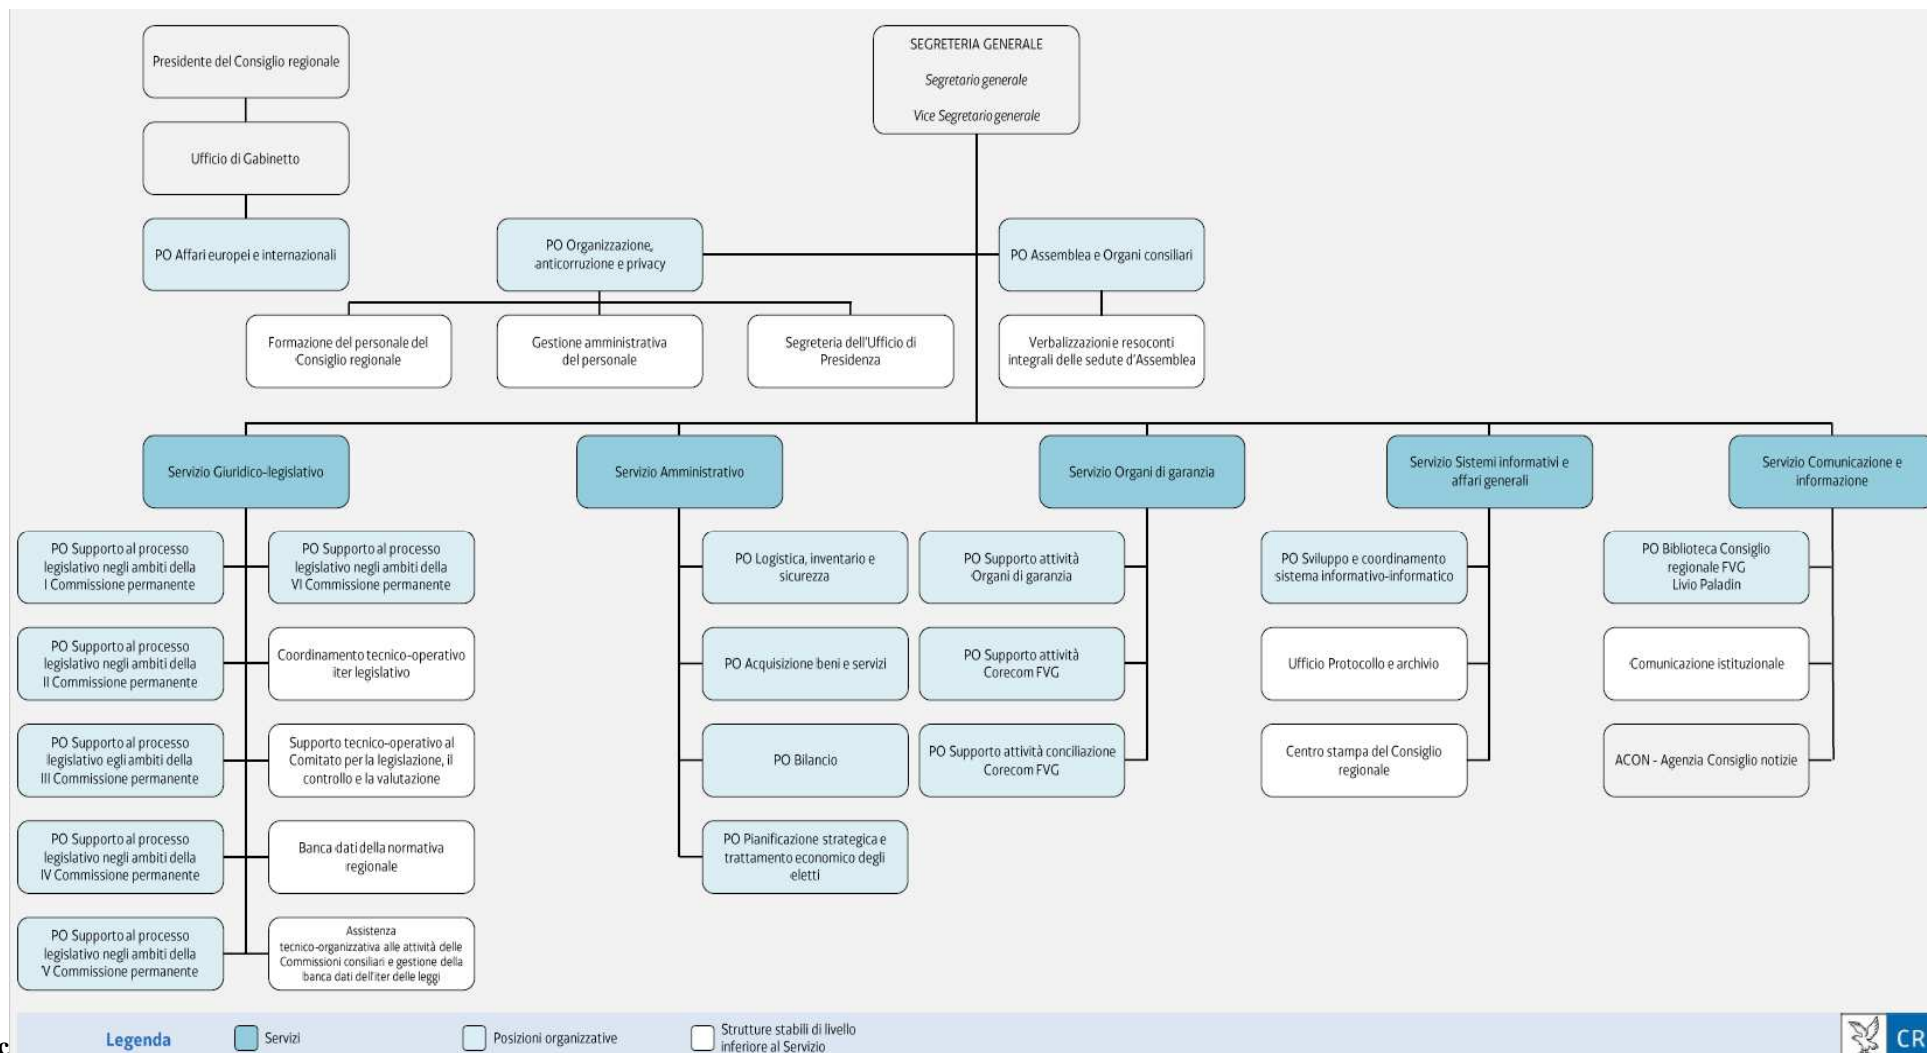 Presidente del Consiglio regionale
SEGRETERIA GENERALE
Segretario generale
Vice Segretario generale
Ufficio di Gabinetto
PO Affari europei e internazionali
PO Organizzazione,
anticorruzione e privacy
PO Assemblea e Organi consiliari
Formazione del personale del
Consiglio regionale
Gestione amministrativa
del personale
Segreteria dell'Ufficio di
Presidenza
Verbalizzazioni e resoconti
integrali delle sedute d'Assemblea
Servizio Giuridico-legislativo
Servizio Amministrativo
Servizio Organi di garanzia
Servizio Sistemi informativi e
affari generali
Servizio Comunicazione e
informazione
PO Supporto al processo
legislativo negli ambiti della
I Commissione permanente
PO Supporto al processo
legislativo negli ambiti della
VI Commissione permanente
PO Logistica, inventario e
sicurezza
PO Supporto attività
Organi di garanzia
PO Sviluppo e coordinamento
sistema informativo-informatico
PO Biblioteca Consiglio
regionale FVG
Livio Paladin
PO Supporto al processo
legislativo negli ambiti della
II Commissione permanente
Coordinamento tecnico-operativo
iter legislativo
PO Acquisizione beni e servizi
PO Supporto attività
Corecom FVG
Ufficio Protocollo e archivio
Comunicazione istituzionale
PO Supporto al processo
legislativo egli ambiti della
III Commissione permanente
Supporto tecnico-operativo al
Comitato per la legislazione, il
controllo e la valutazione
PO Bilancio
PO Supporto attività conciliazione
Corecom FVG
Centro stampa del Consiglio
regionale
ACON - Agenzia Consiglio notizie
PO Supporto al processo
legislativo negli ambiti della
IV Commissione permanente
Banca dati della normativa
regionale
PO Pianificazione strategica e
trattamento economico degli
eletti
PO Supporto al processo
legislativo negli ambiti della
V Commissione permanente
Assistenza
tecnico-organizzativa alle attività delle
Commissioni consiliari e gestione della
banca dati dell'iter delle leggi
c
Legenda
Servizi
Posizioni organizzative
Strutture stabili di livello
inferiore al Servizio
CR